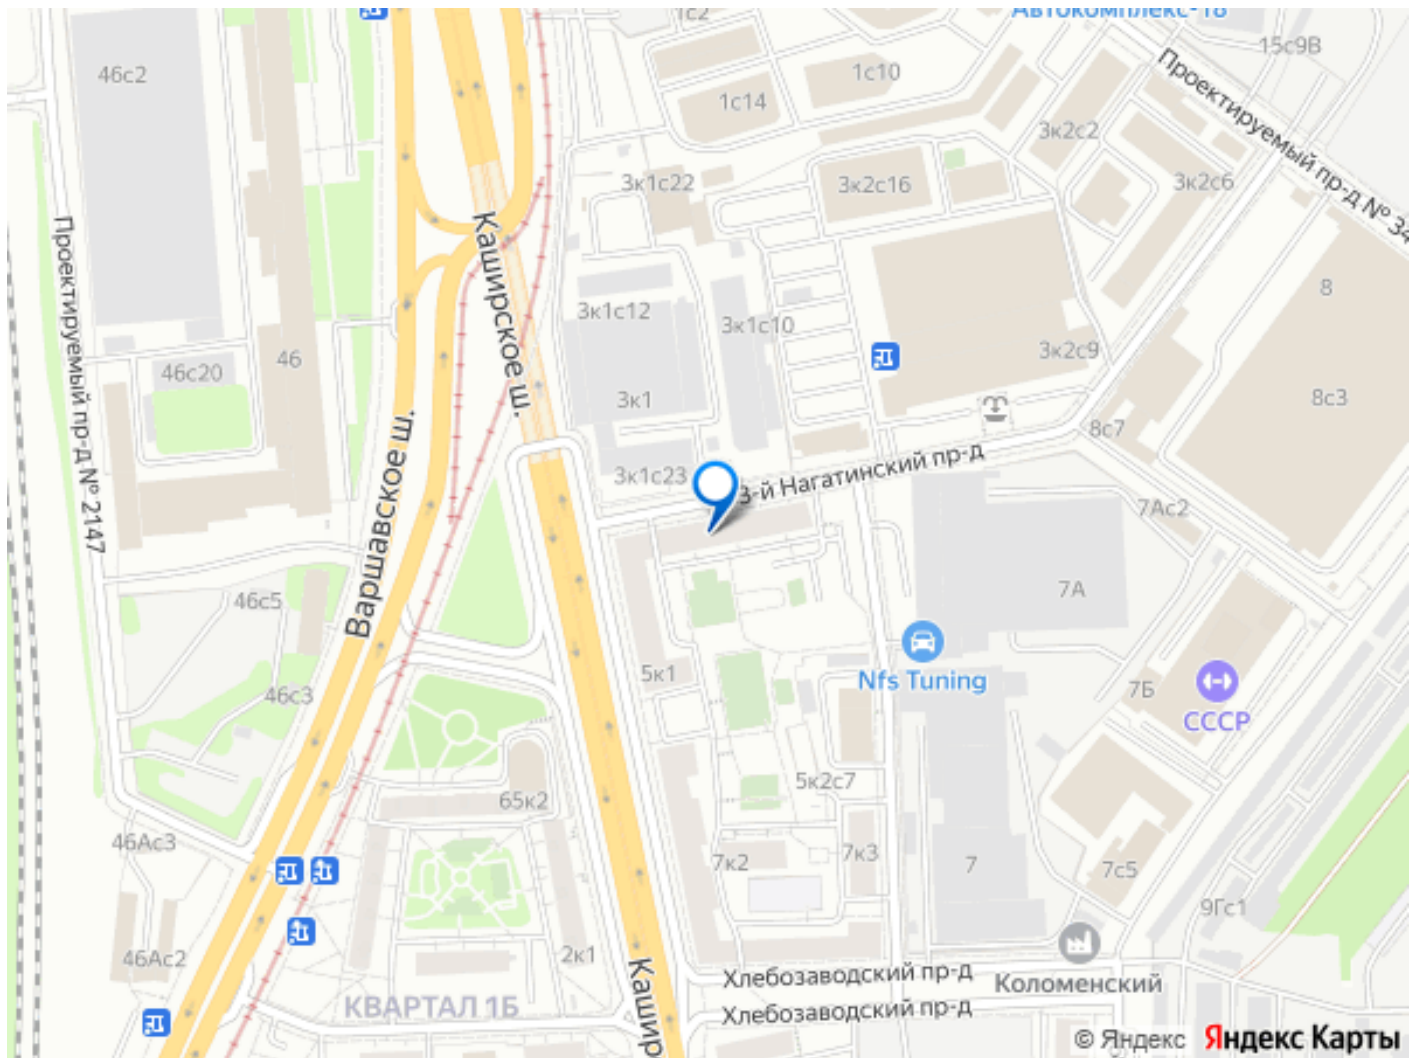 1с2
Автокомплекс-18
15с9В
46с2
1с10
1с14
Проектируемый пр-д № 34
3к2с2
3к1с22
3к2с16
3к2с6
Проектируемый пр-д № 2147
Каширское ш.
8
3к1с12
3к1с10
46
46с20
3к2с9
3к1
8с3
Варшавское ш.
8с7
3к1с23
3-й Нагатинский пр-д
7Ас2
46с5
7А
5к1
Nfs Tuning
7Б
46с3
СССР
5к2с7
65к2
46Ас3
7к2
7к3
7
7с5
9Гс1
46Ас2
2к1
Хлебозаводский пр-д
Коломенский
КВАРТАЛ 1Б
Кашир
Хлебозаводский пр-д
© Яндекс Яндекс Карты